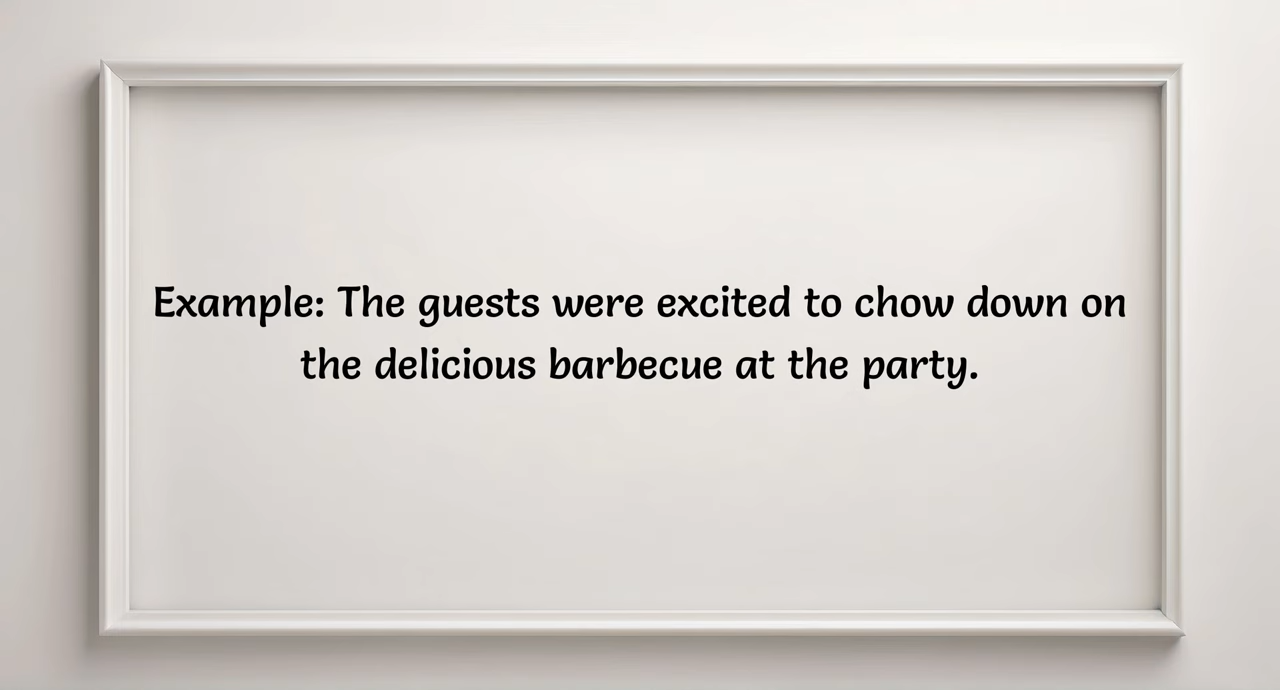 Example: The guests were excited to chow down on
the delicious barbecue at the party.